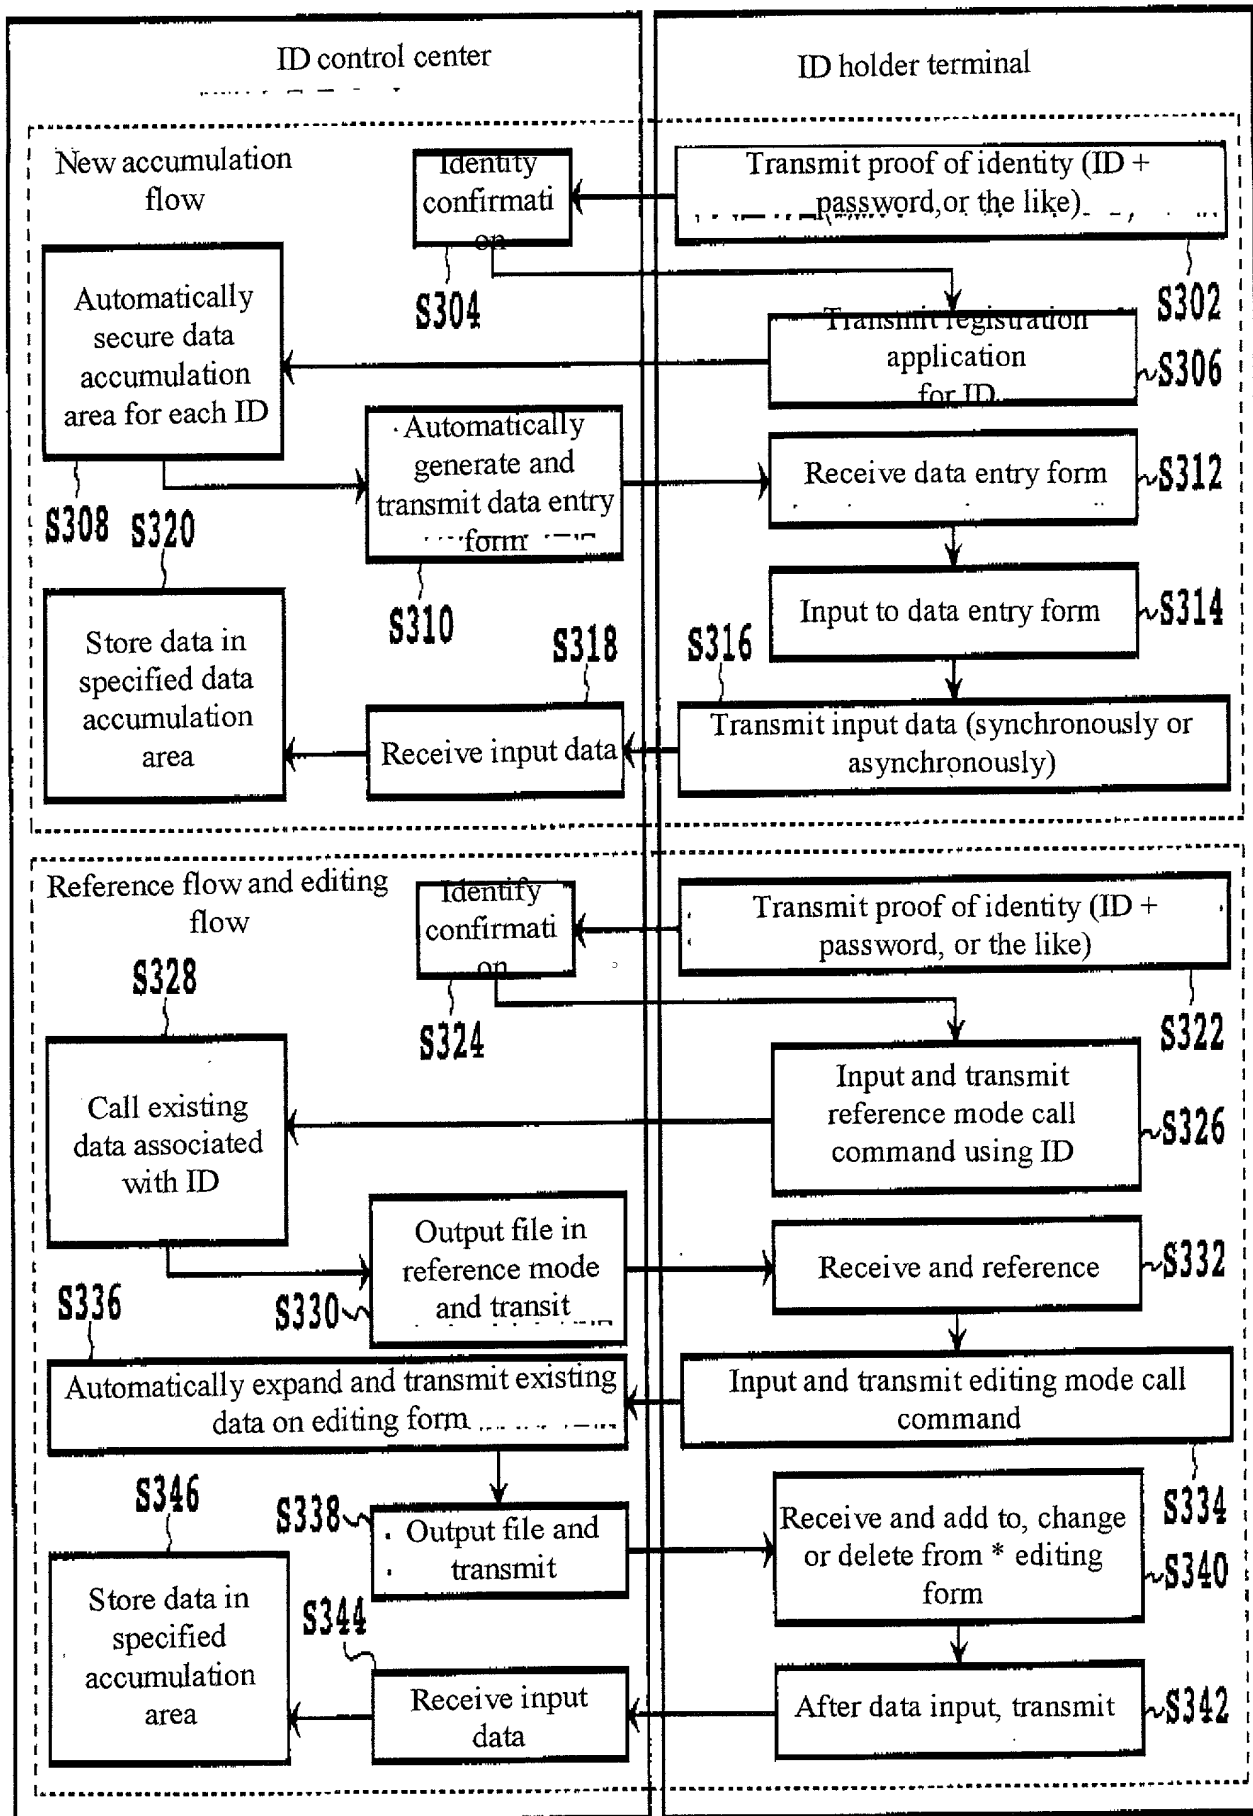 ID control center
ID holder terminal
New accumulation
flow
Identity
confirmati
on
Transmit proof of identity (ID +
password,or the like)
S304
S302
Automatically
secure data
accumulation
area for each ID
Transmit registration
application
for ID
S306
Automatically
generate and
transmit data entry
form
Receive data entry form
S312
S308
S320
S310
Input to data entry form
S314
S318
S316
Store data in
specified data
accumulation
area
Receive input data
Transmit input data (synchronously or
asynchronously)
Reference flow and editing
flow
Identify
confirmati
on
Transmit proof of identity (ID +
password, or the like)
S328
S324
S322
Call existing
data associated
with ID
Input and transmit
reference mode call
command using ID
S326
Output file in
reference mode
and transit
S330
Receive and reference
S332
S336
Automatically expand and transmit existing
data on editing form
Input and transmit editing mode call
command
S334
S346
S338
Output file and
transmit
Receive and add to, change
or delete from * editing
form
S340
Store data in
specified
accumulation
area
S344
Receive input
data
After data input, transmit
S342